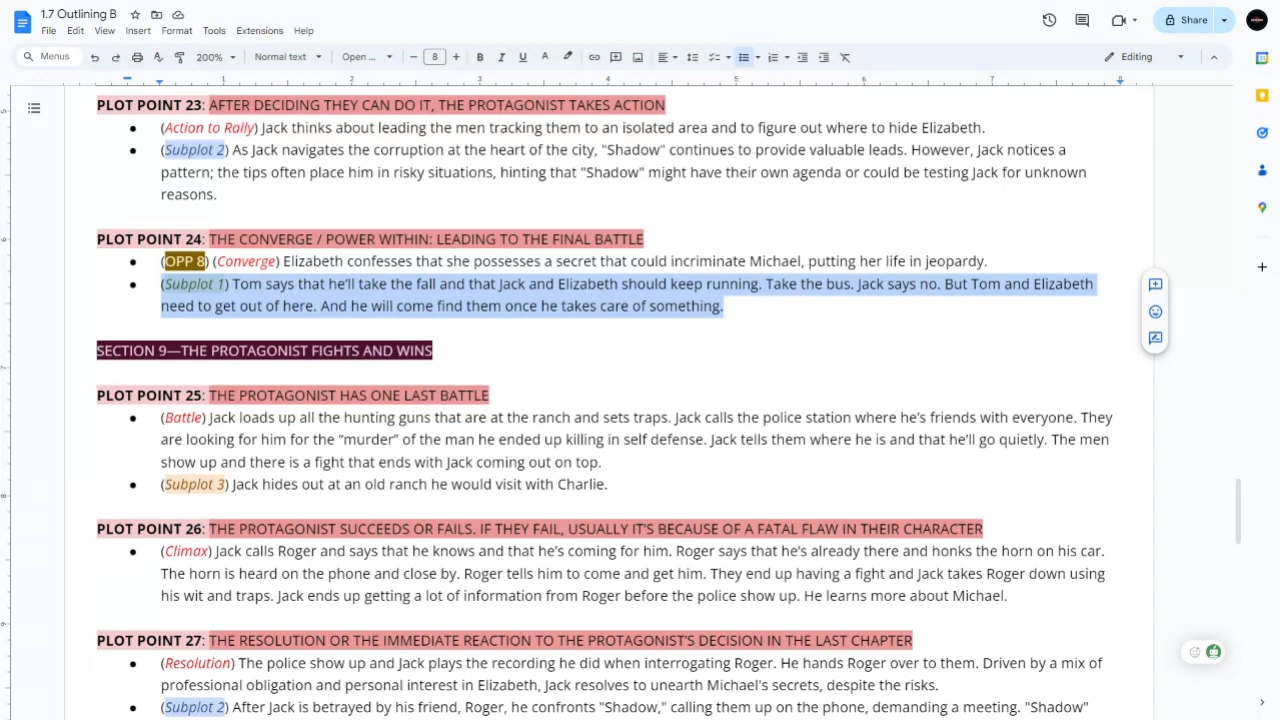 1.7 Outlining B
File Edit View Insert Format Tools Extensions Help
Share
Menus 200% Normal text Open ... 8 B I U A Editing
1 2 3 4 5 6 7
PLOT POINT 23: AFTER DECIDING THEY CAN DO IT, THE PROTAGONIST TAKES ACTION
(Action to Rally) Jack thinks about leading the men tracking them to an isolated area and to figure out where to hide Elizabeth.
(Subplot 2) As Jack navigates the corruption at the heart of the city, "Shadow" continues to provide valuable leads. However, Jack notices a
pattern; the tips often place him in risky situations, hinting that "Shadow" might have their own agenda or could be testing Jack for unknown
reasons.
PLOT POINT 24: THE CONVERGE / POWER WITHIN: LEADING TO THE FINAL BATTLE
(OPP 8) (Converge) Elizabeth confesses that she possesses a secret that could incriminate Michael, putting her life in jeopardy.
(Subplot 1) Tom says that he’ll take the fall and that Jack and Elizabeth should keep running. Take the bus. Jack says no. But Tom and Elizabeth
need to get out of here. And he will come find them once he takes care of something.
SECTION 9—THE PROTAGONIST FIGHTS AND WINS
PLOT POINT 25: THE PROTAGONIST HAS ONE LAST BATTLE
(Battle) Jack loads up all the hunting guns that are at the ranch and sets traps. Jack calls the police station where he’s friends with everyone. They
are looking for him for the “murder” of the man he ended up killing in self defense. Jack tells them where he is and that he’ll go quietly. The men
show up and there is a fight that ends with Jack coming out on top.
(Subplot 3) Jack hides out at an old ranch he would visit with Charlie.
PLOT POINT 26: THE PROTAGONIST SUCCEEDS OR FAILS. IF THEY FAIL, USUALLY IT’S BECAUSE OF A FATAL FLAW IN THEIR CHARACTER
(Climax) Jack calls Roger and says that he knows and that he’s coming for him. Roger says that he’s already there and honks the horn on his car.
The horn is heard on the phone and close by. Roger tells him to come and get him. They end up having a fight and Jack takes Roger down using
his wit and traps. Jack ends up getting a lot of information from Roger before the police show up. He learns more about Michael.
PLOT POINT 27: THE RESOLUTION OR THE IMMEDIATE REACTION TO THE PROTAGONIST’S DECISION IN THE LAST CHAPTER
(Resolution) The police show up and Jack plays the recording he did when interrogating Roger. He hands Roger over to them. Driven by a mix of
professional obligation and personal interest in Elizabeth, Jack resolves to unearth Michael's secrets, despite the risks.
(Subplot 2) After Jack is betrayed by his friend, Roger, he confronts "Shadow," calling them up on the phone, demanding a meeting. "Shadow"